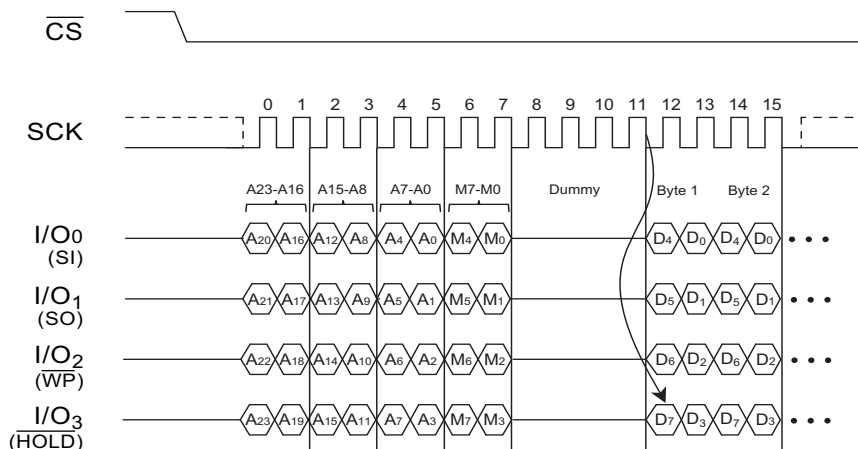 CS
0 1 2 3 4 5 6 7 8 9 10 11 12 13 14 15
SCK
A23-A16 A15-A8 A7-A0 M7-M0 Dummy Byte 1 Byte 2
I/O0 A20 A16 A12 A8 A4 A0 M4 M0 D4 D0 D4 D0 • • •
(SI)
I/O1 A21 A17 A13 A9 A5 A1 M5 M1 D5 D1 D5 D1 • • •
(SO)
I/O2 A22 A18 A14 A10 A6 A2 M6 M2 D6 D2 D6 D2 • • •
(WP)
I/O3 A23 A19 A15 A11 A7 A3 M7 M3 D7 D3 D7 D3 • • •
(HOLD)